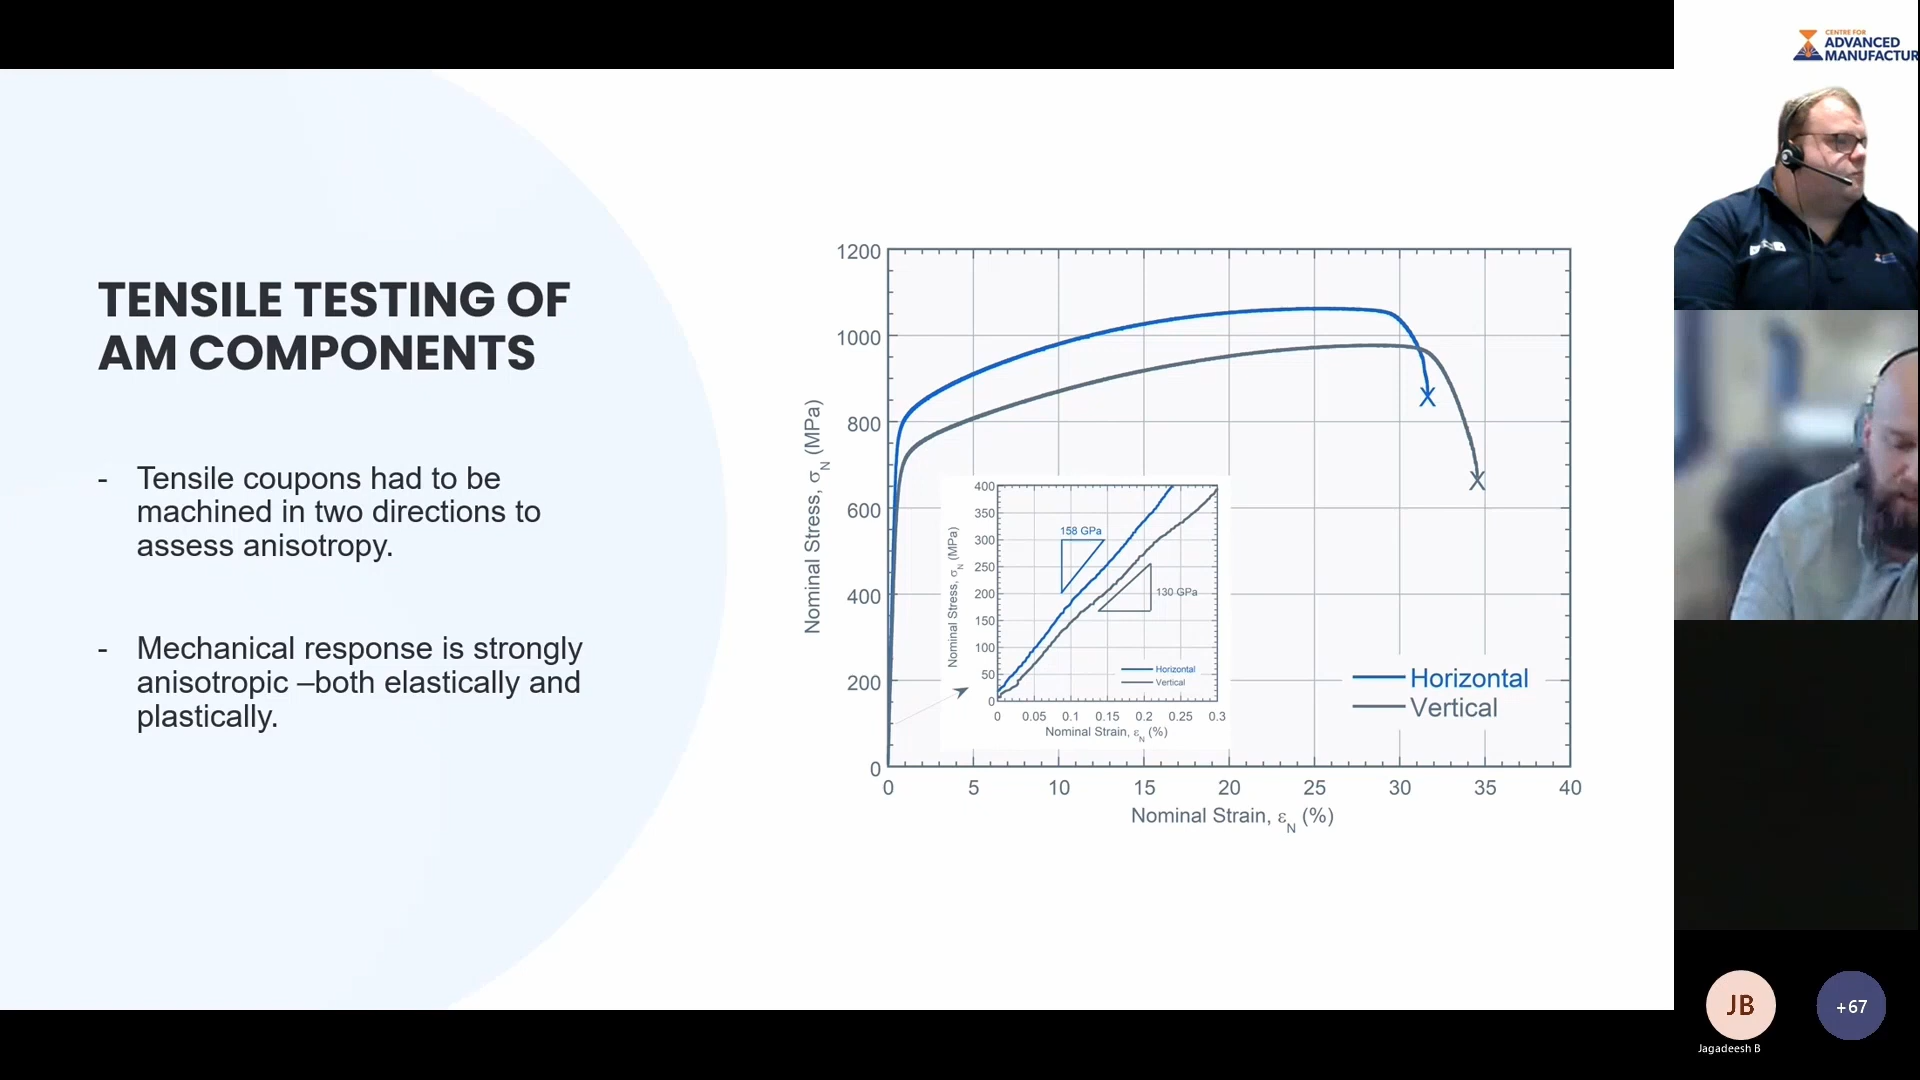 TENSILE TESTING OF
AM COMPONENTS
- Tensile coupons had to be
machined in two directions to
assess anisotropy.
- Mechanical response is strongly
anisotropic –both elastically and
plastically.
1200
1000
800
600
400
200
0
Nominal Stress, σN (MPa)
0 5 10 15 20 25 30 35 40
Nominal Strain, εN (%)
X
X
Horizontal
Vertical
400
350
300
250
200
150
100
50
0
Nominal Stress, σN (MPa)
158 GPa
130 GPa
Horizontal
Vertical
0 0.05 0.1 0.15 0.2 0.25 0.3
Nominal Strain, εN (%)
CENTRE FOR
ADVANCED
MANUFACTUR
JB
+67
Jagadeesh B